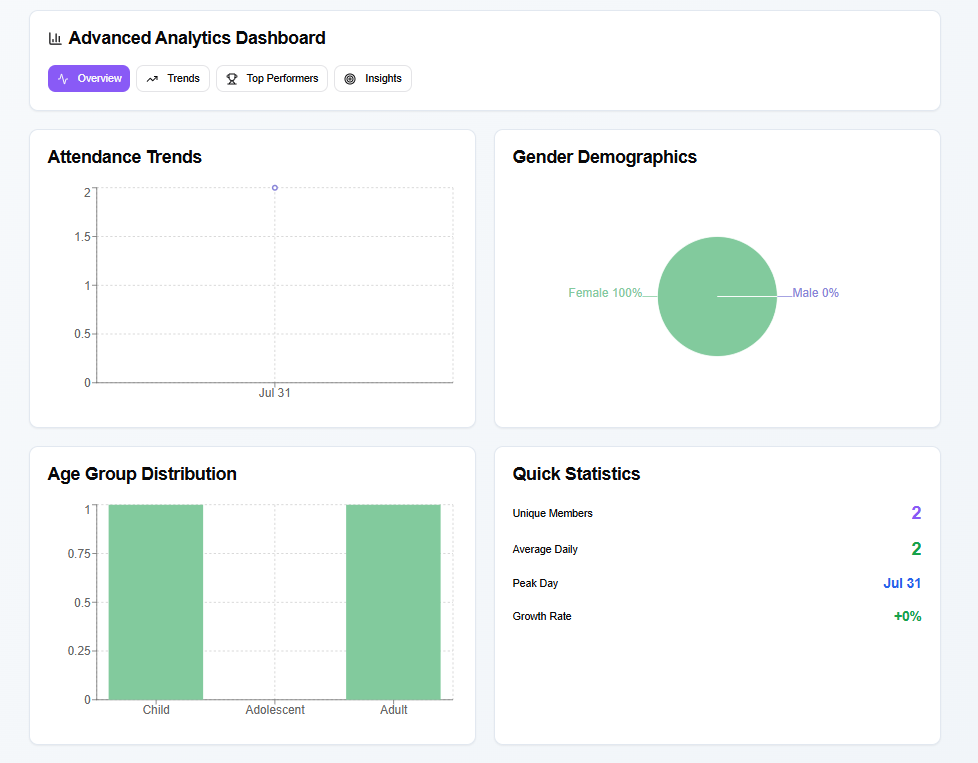 Advanced Analytics Dashboard
Overview Trends Top Performers Insights
Attendance Trends
2
1.5
1
0.5
0
Jul 31
Gender Demographics
Female 100% Male 0%
Age Group Distribution
1
0.75
0.5
0.25
0
Child Adolescent Adult
Quick Statistics
Unique Members 2
Average Daily 2
Peak Day Jul 31
Growth Rate +0%